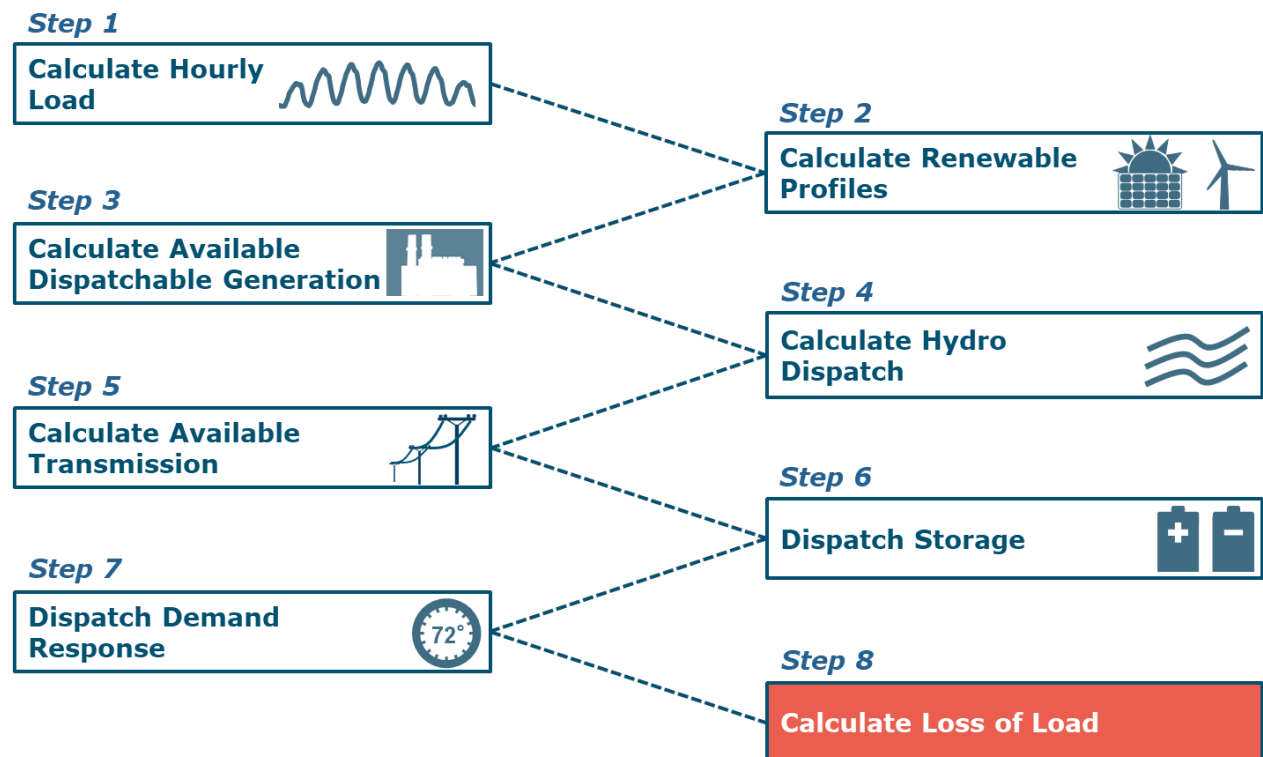 Step 1
Calculate Hourly
Load
Step 2
Calculate Renewable
Profiles
Step 3
Calculate Available
Dispatchable Generation
Step 4
Calculate Hydro
Dispatch
Step 5
Calculate Available
Transmission
Step 6
Dispatch Storage
+ −
Step 7
Dispatch Demand
Response
72°
Step 8
Calculate Loss of Load